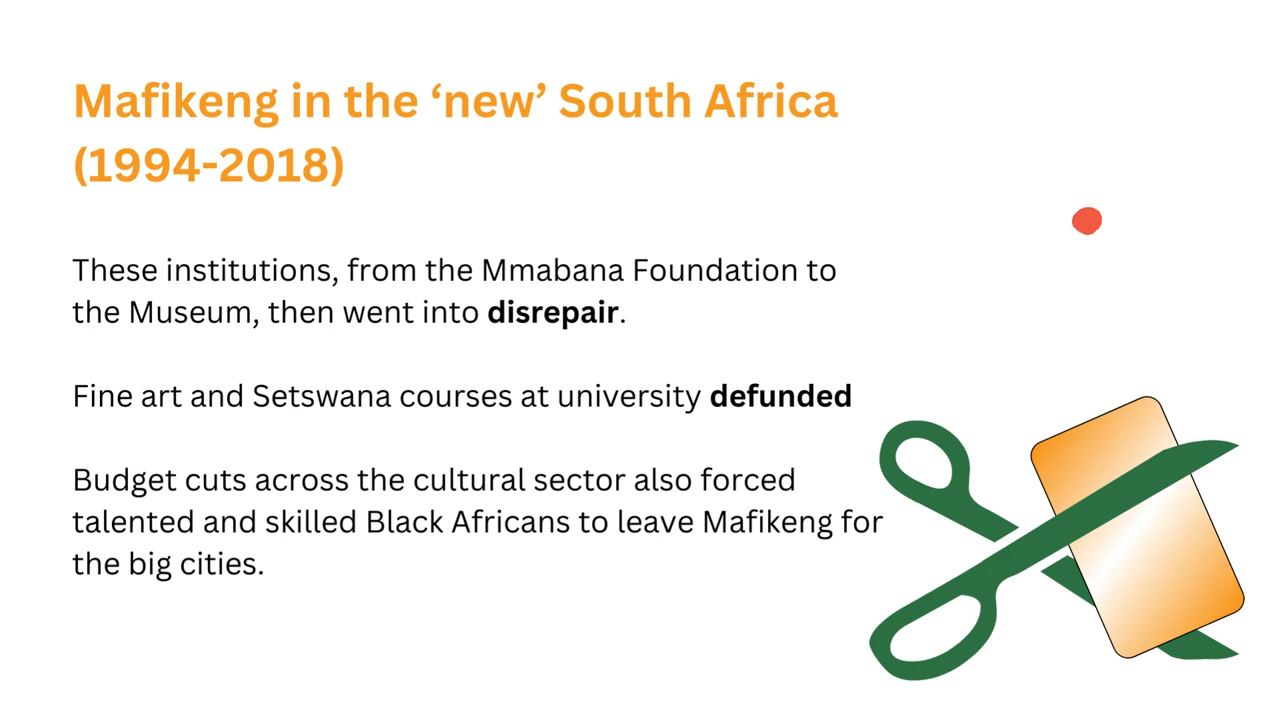 Mafikeng in the ‘new’ South Africa
(1994-2018)
These institutions, from the Mmabana Foundation to
the Museum, then went into disrepair.
Fine art and Setswana courses at university defunded
Budget cuts across the cultural sector also forced
talented and skilled Black Africans to leave Mafikeng for
the big cities.